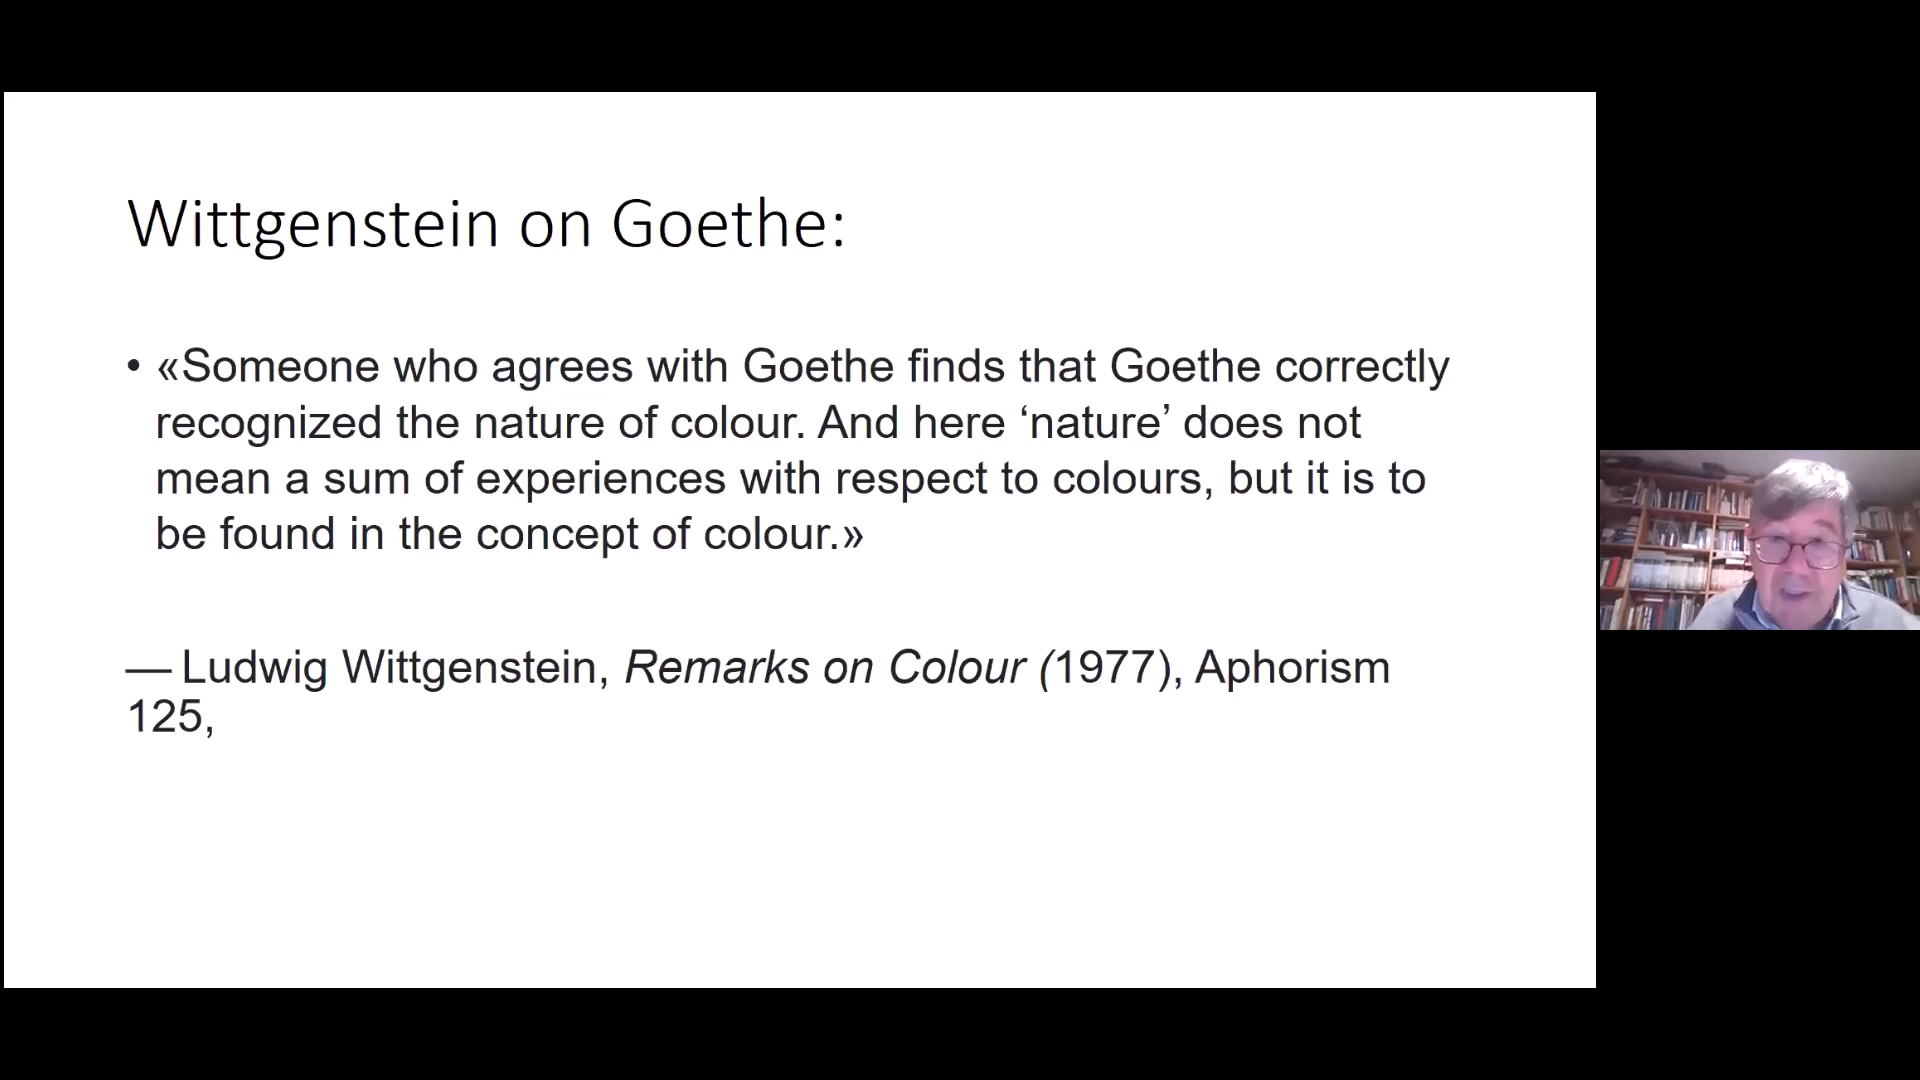 Wittgenstein on Goethe:
• «Someone who agrees with Goethe finds that Goethe correctly
recognized the nature of colour. And here ‘nature’ does not
mean a sum of experiences with respect to colours, but it is to
be found in the concept of colour.»
— Ludwig Wittgenstein, Remarks on Colour (1977), Aphorism
125,